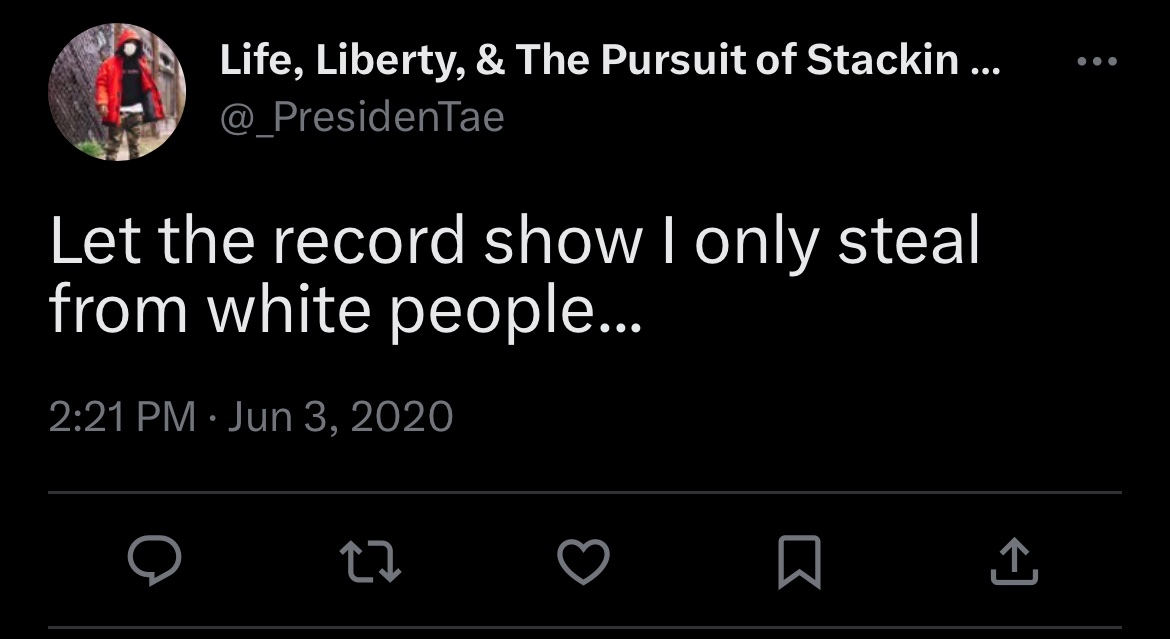 Life, Liberty, & The Pursuit of Stackin ...
@_PresidenTae
Let the record show I only steal
from white people...
2:21 PM · Jun 3, 2020